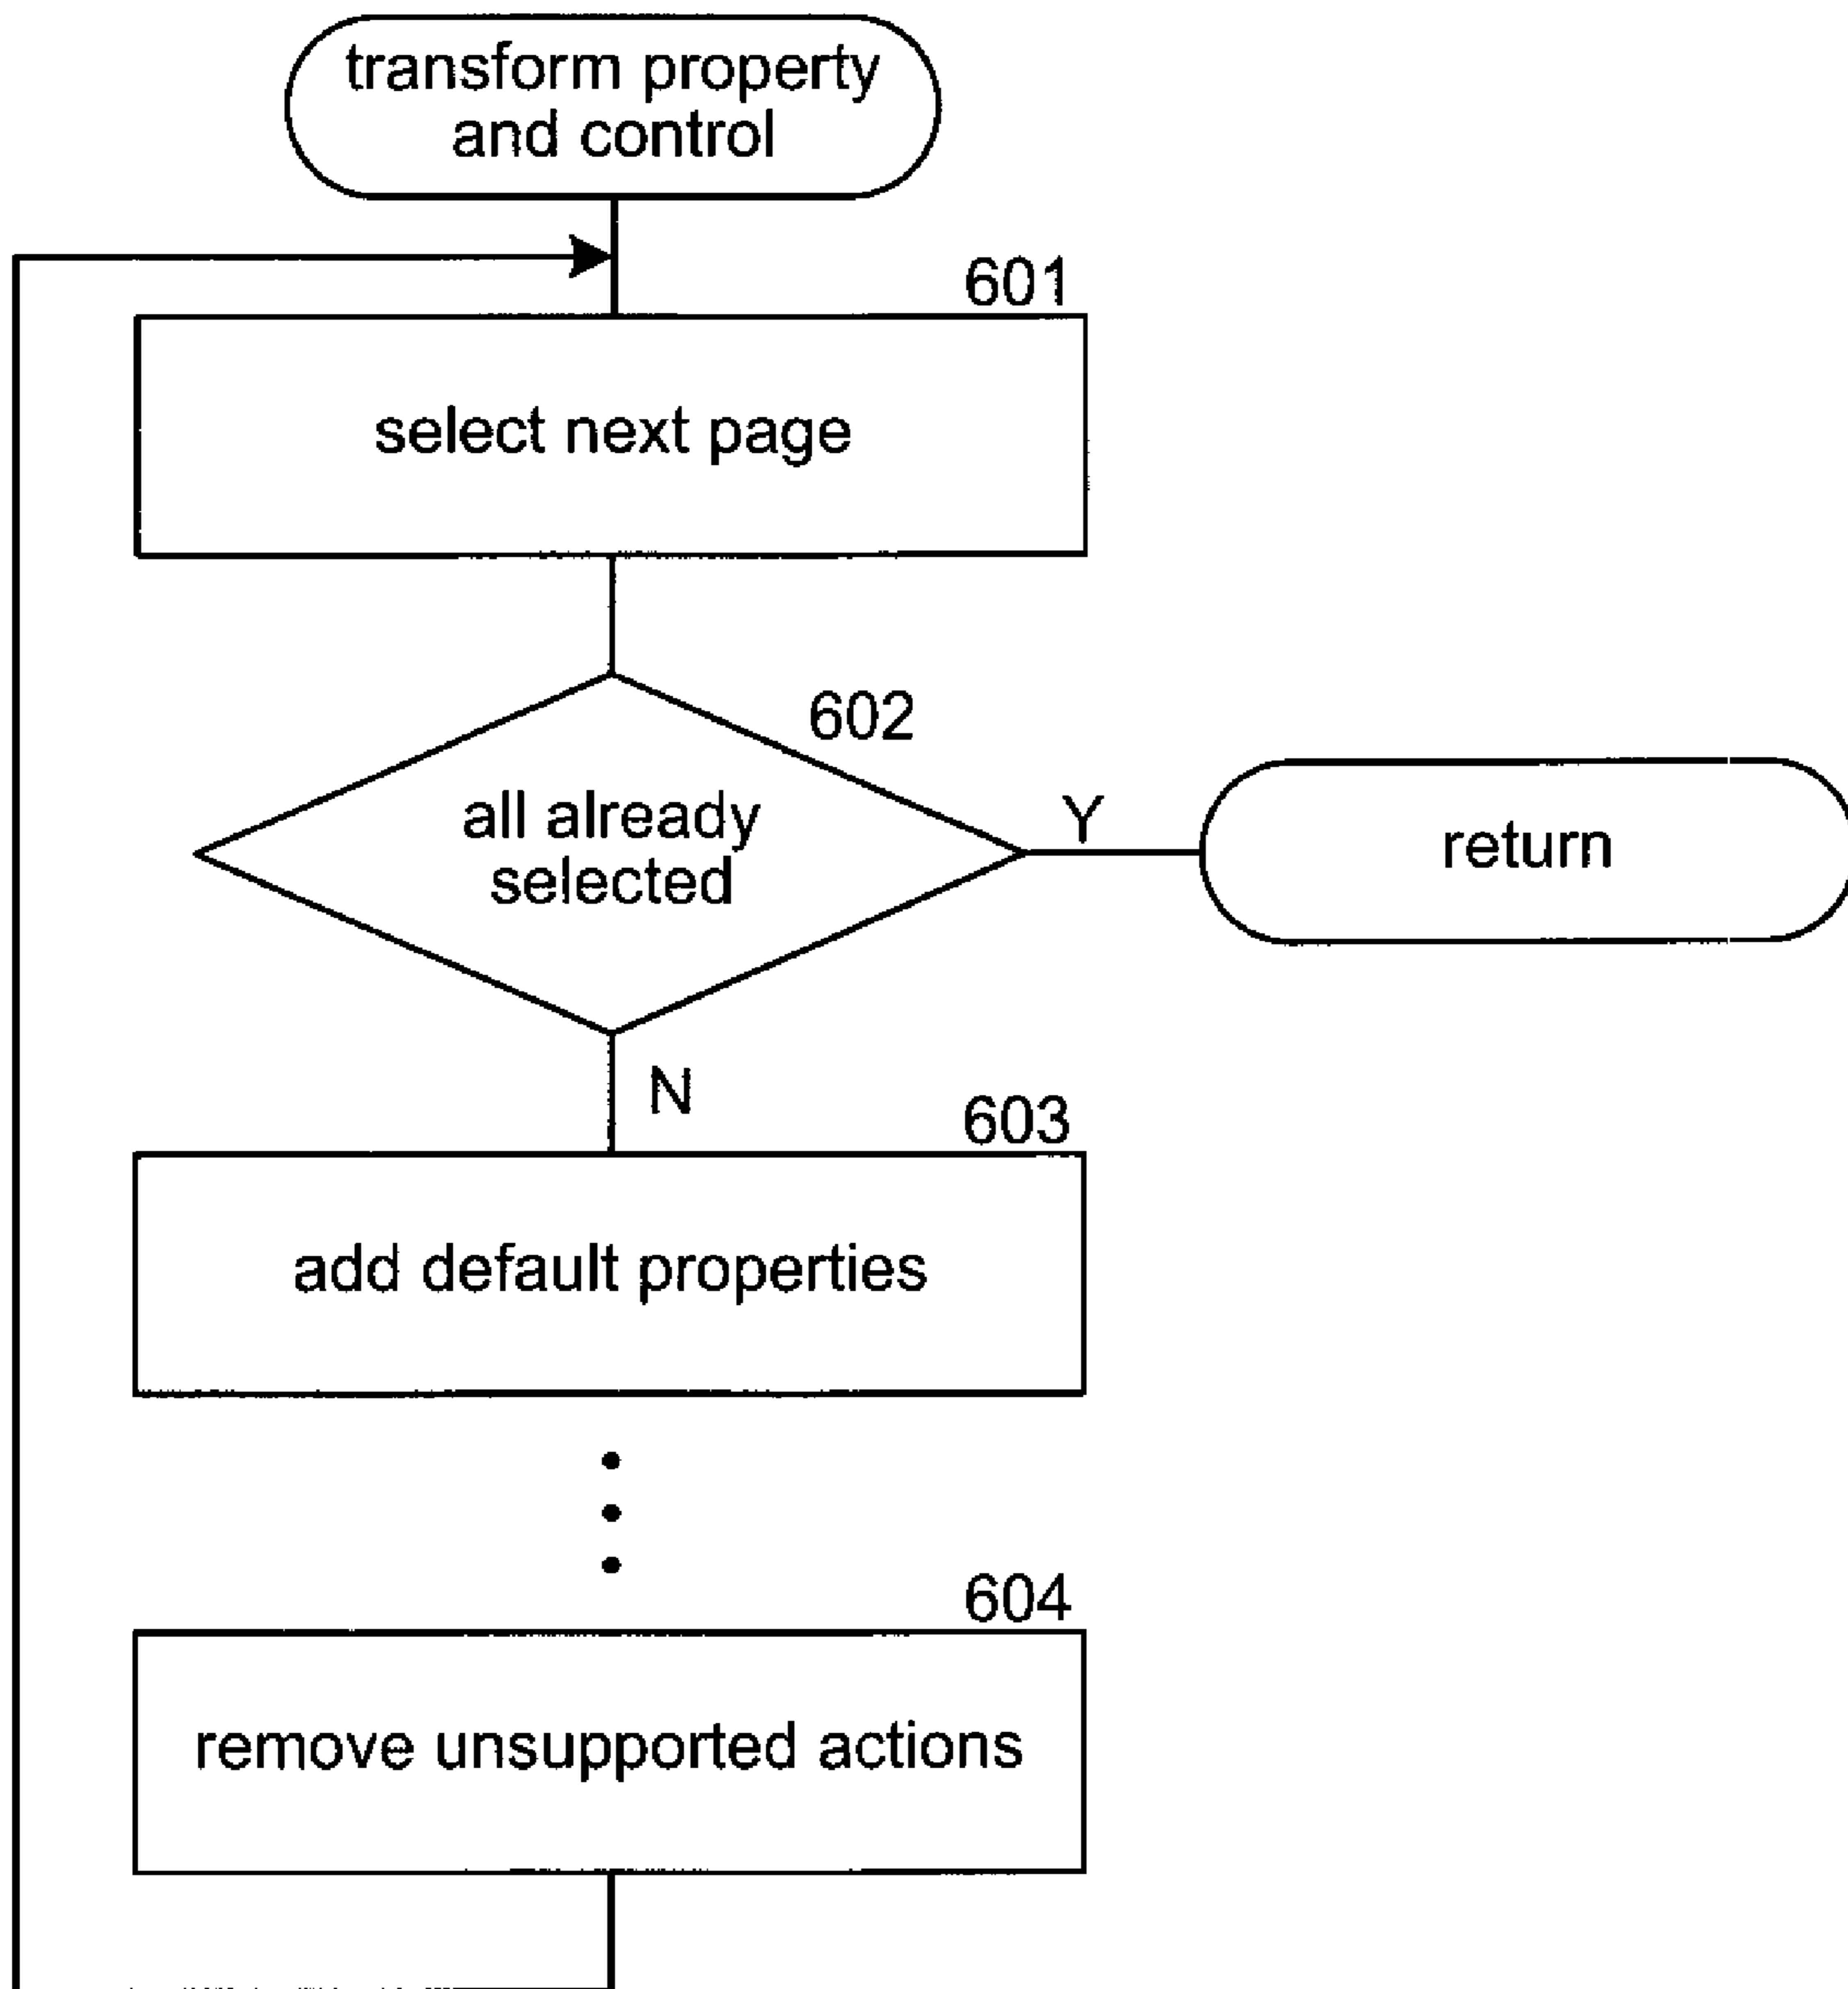 transform property
and control
601
select next page
602
all already
selected
Y
return
N
603
add default properties
604
remove unsupported actions